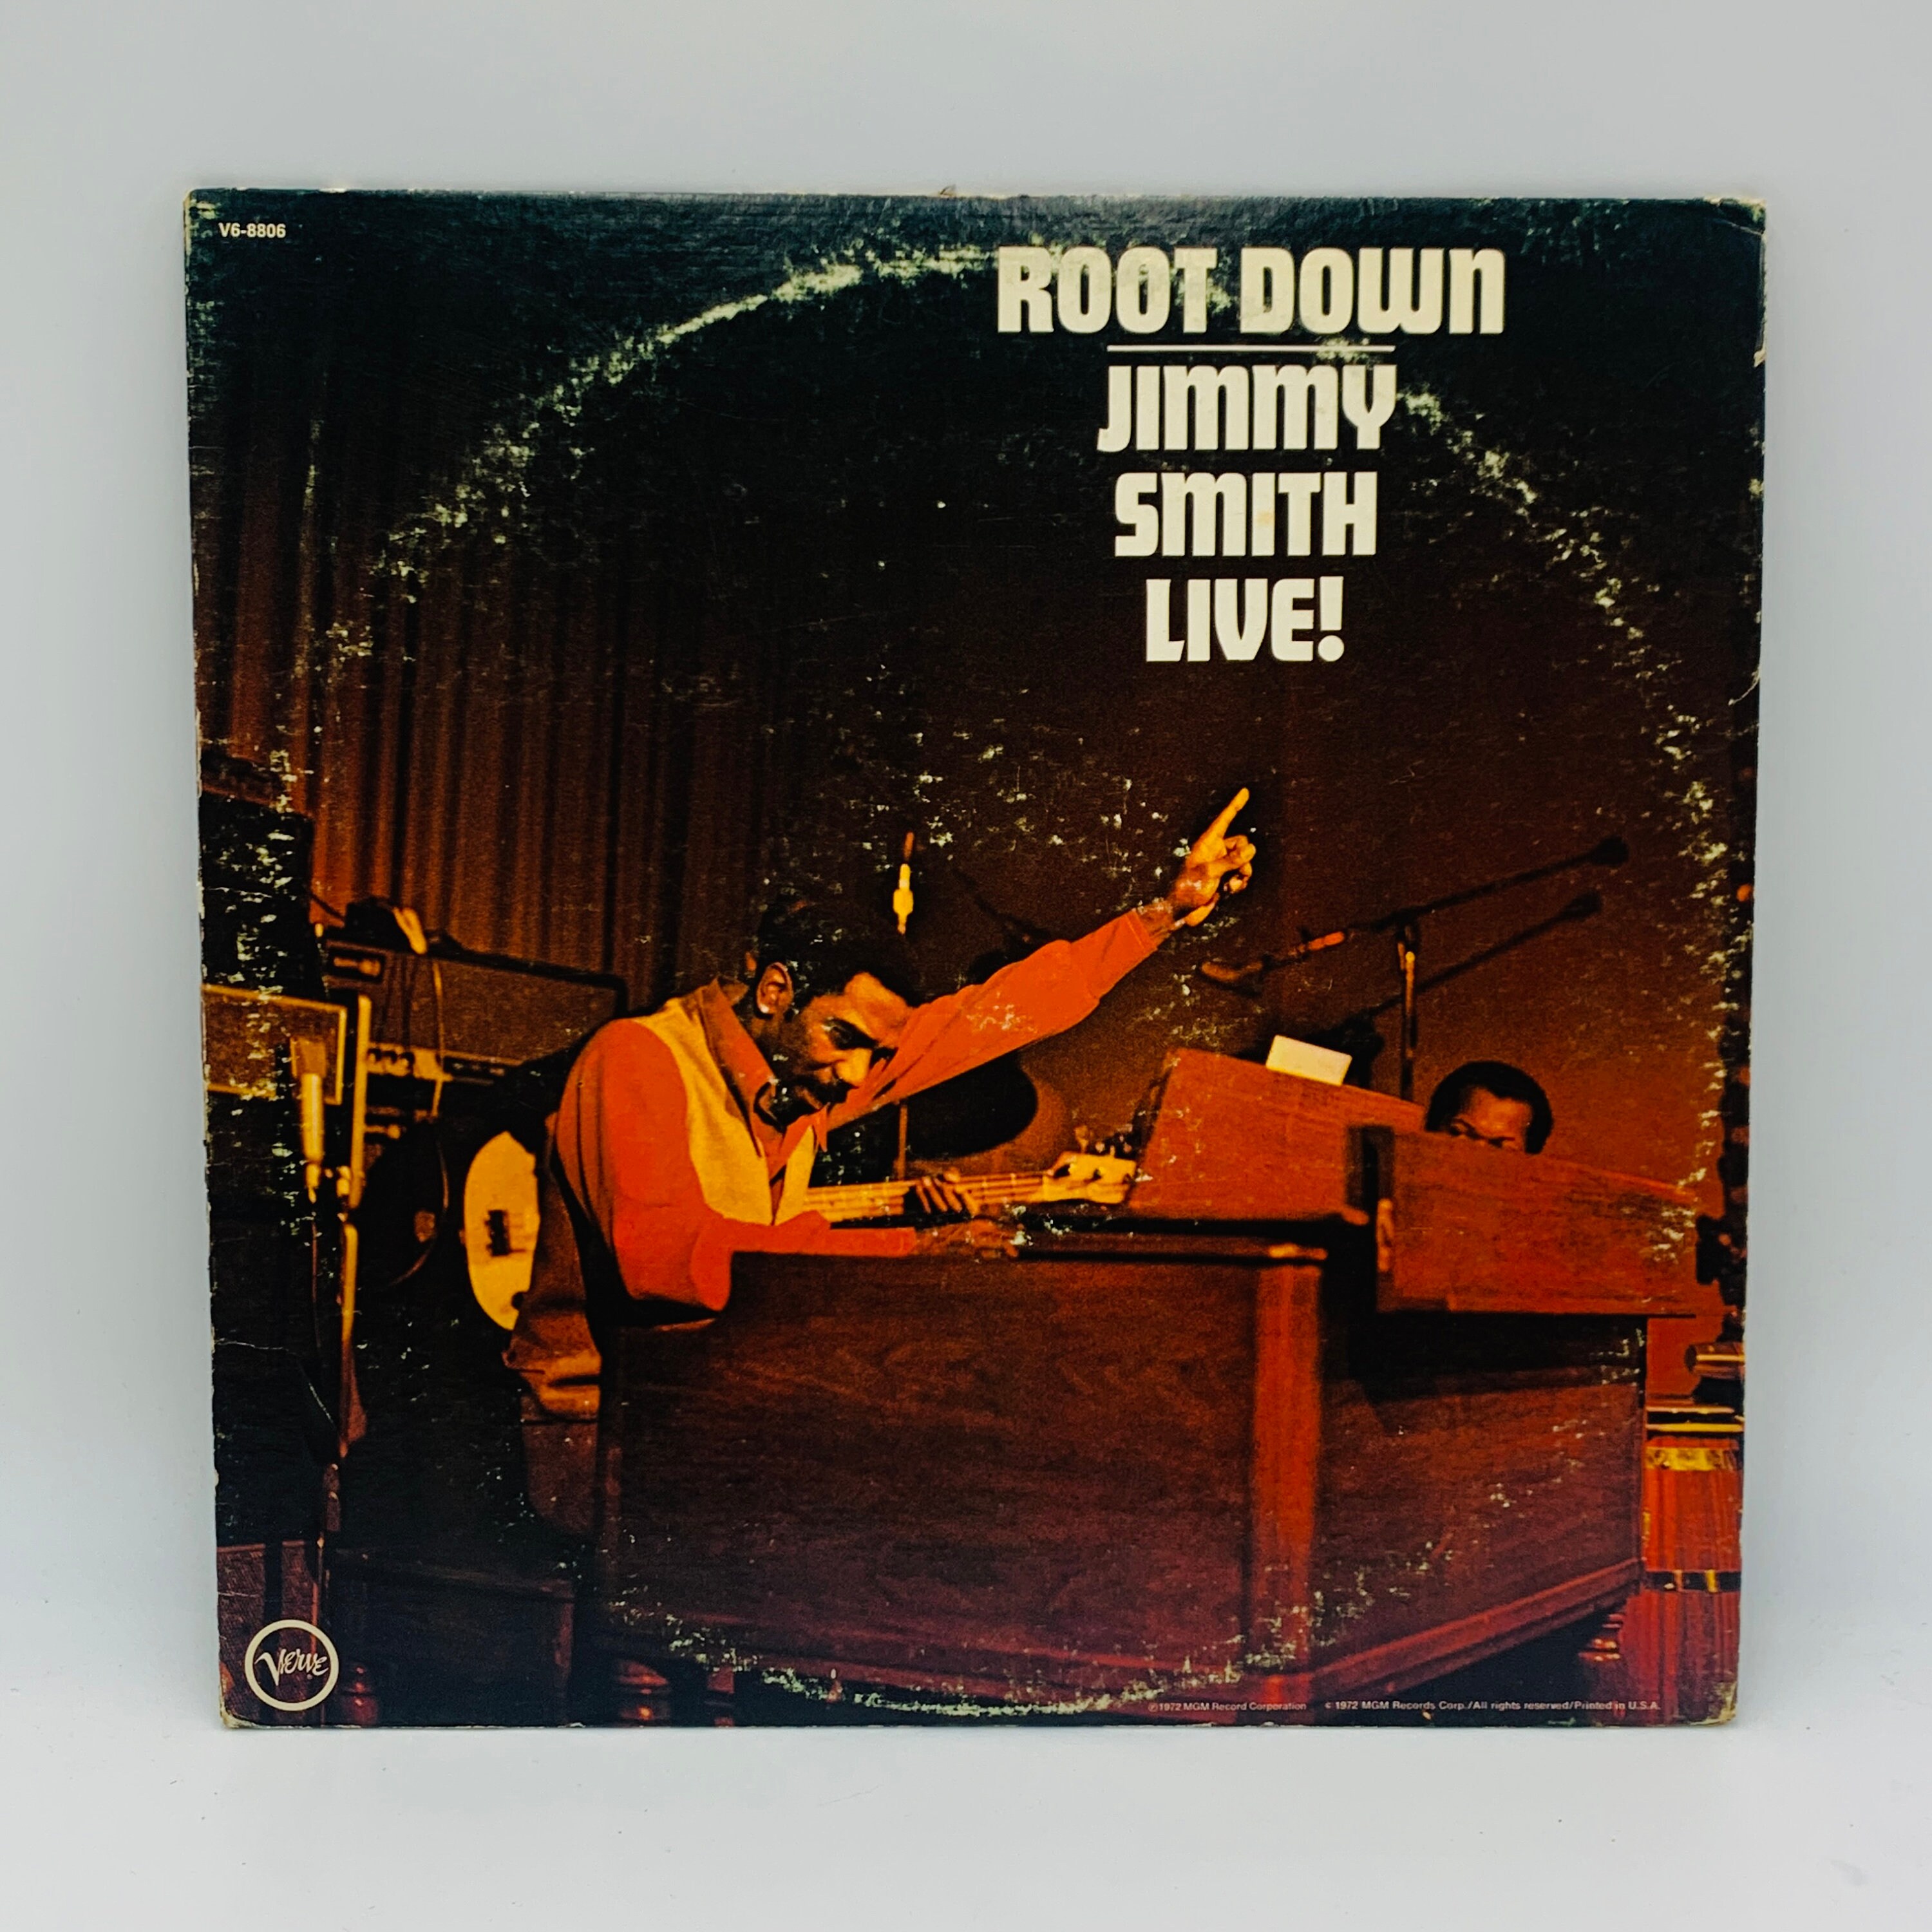 V6-8806
ROOT DOWN
JIMMY
SMITH
LIVE!
Verve
℗1972 MGM Record Corporation © 1972 MGM Records Corp./All rights reserved/Printed in U.S.A.